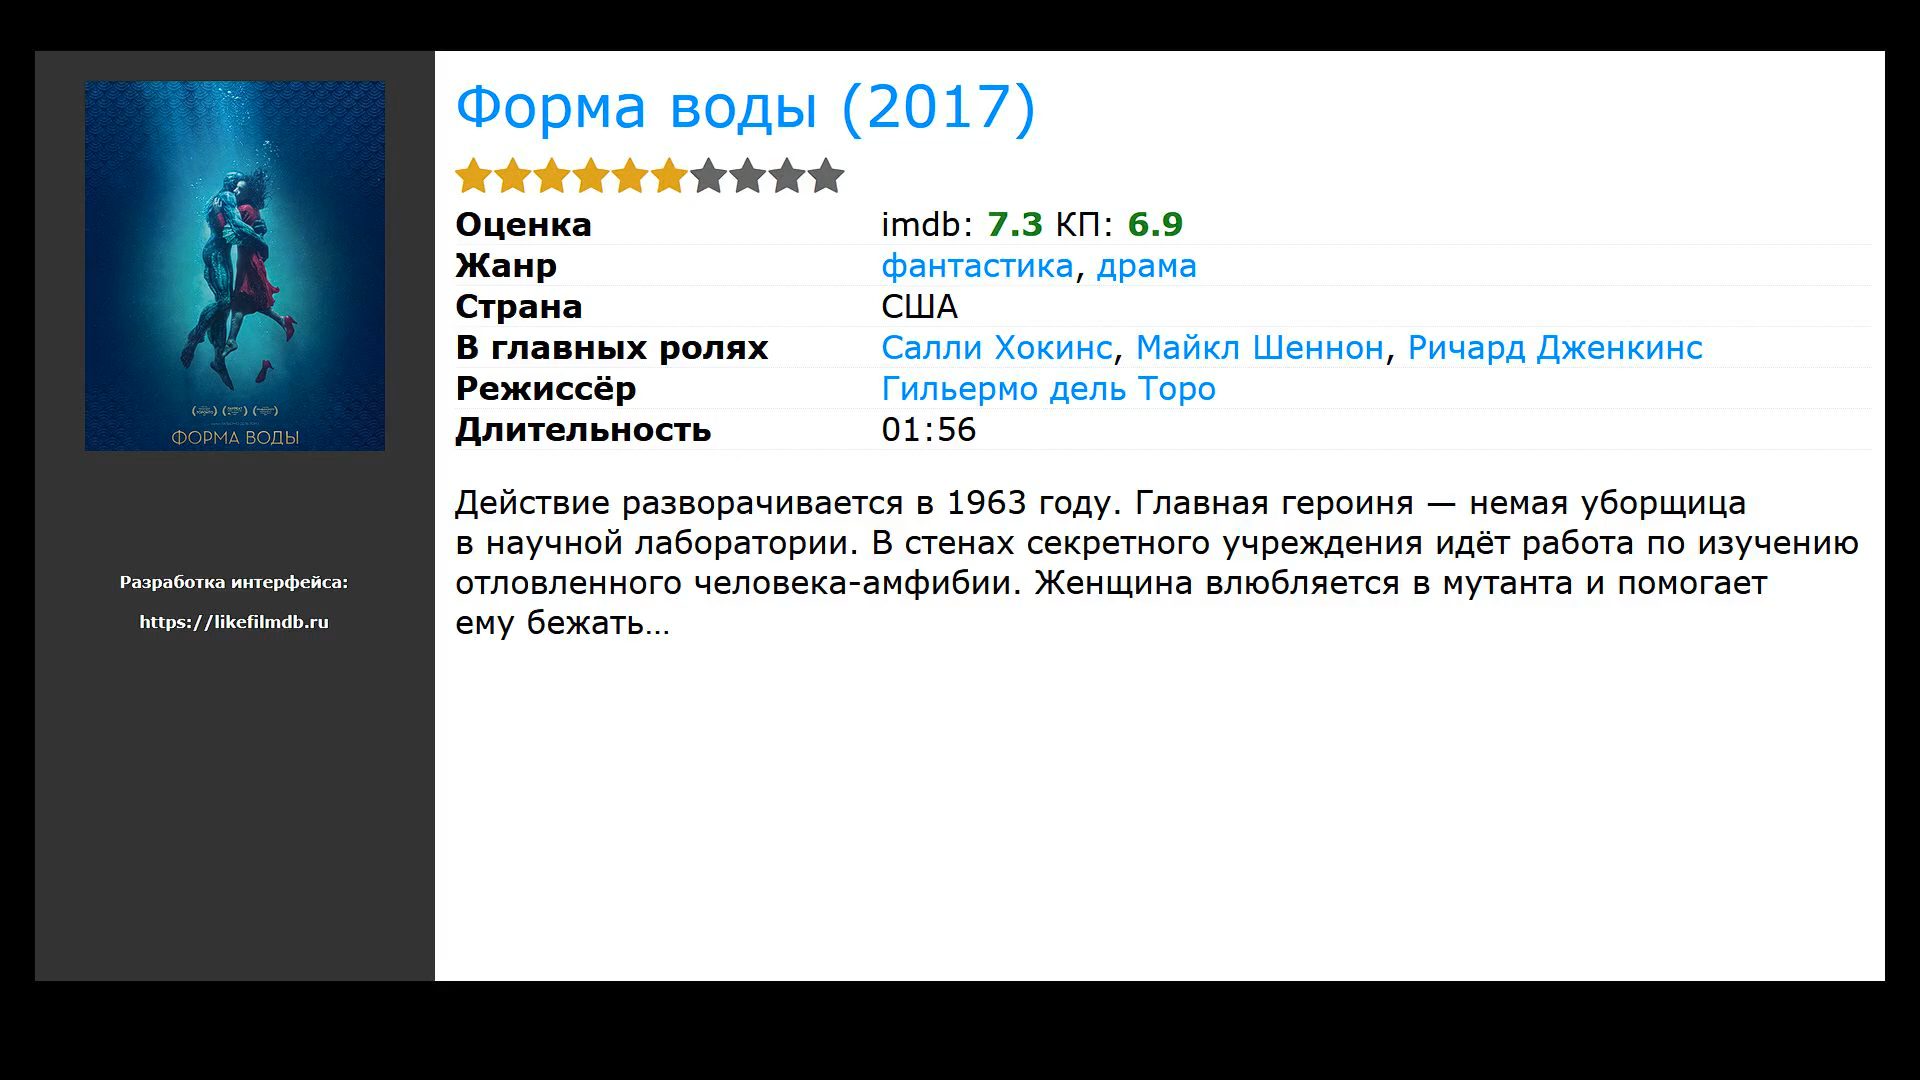 Форма воды (2017)
Оценка imdb: 7.3 КП: 6.9
Жанр фантастика, драма
Страна США
В главных ролях Салли Хокинс, Майкл Шеннон, Ричард Дженкинс
Режиссёр Гильермо дель Торо
Длительность 01:56
Действие разворачивается в 1963 году. Главная героиня — немая уборщица
в научной лаборатории. В стенах секретного учреждения идёт работа по изучению
отловленного человека-амфибии. Женщина влюбляется в мутанта и помогает
ему бежать...
ФОРМА ВОДЫ
Разработка интерфейса:
https://likefilmdb.ru